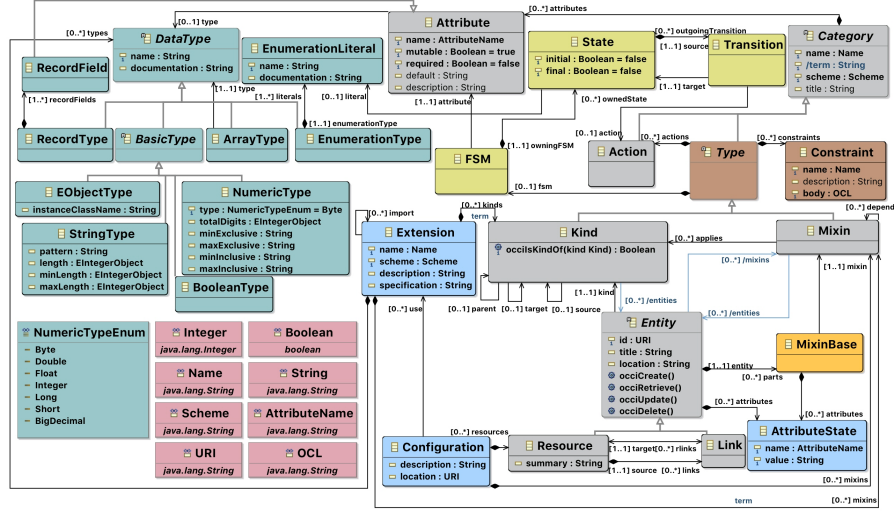 [0..*] types
[0..1] type
DataType
name : String
documentation : String
RecordField
[1..*] recordFields
[1..1] type
EnumerationLiteral
name : String
documentation : String
[1..*] literals
[0..1] literal
Attribute
name : AttributeName
mutable : Boolean = true
required : Boolean = false
default : String
description : String
[1..1] attribute
[0..*] attributes
State
initial : Boolean = false
final : Boolean = false
[0..*] outgoingTransition
[1..1] source
[1..1] target
[0..*] ownedState
Transition
Category
name : Name
/term : String
scheme : Scheme
title : String
RecordType
BasicType
ArrayType
[1..1] enumerationType
EnumerationType
[1..1] owningFSM
FSM
[0..1] fsm
[0..1] action
Action
[0..*] actions
Type
[0..*] constraints
Constraint
name : Name
description : String
body : OCL
EObjectType
instanceClassName : String
StringType
pattern : String
length : EIntegerObject
minLength : EIntegerObject
maxLength : EIntegerObject
NumericType
type : NumericTypeEnum = Byte
totalDigits : EIntegerObject
minExclusive : String
maxExclusive : String
minInclusive : String
maxInclusive : String
BooleanType
[0..*] import
Extension
name : Name
scheme : Scheme
description : String
specification : String
[0..*] kinds
term
Kind
occiIsKindOf(kind Kind) : Boolean
[0..*] applies
Mixin
[0..*] depend
[0..*] /mixins
[1..1] mixin
[0..*] use
[0..1] parent
[0..1] target
[0..1] source
[1..1] kind
[0..*] /entities
[0..*] /entities
Entity
id : URI
title : String
location : String
occiCreate()
occiRetrieve()
occiUpdate()
occiDelete()
[1..1] entity
[0..*] parts
MixinBase
[0..*] attributes
[0..*] attributes
AttributeState
name : AttributeName
value : String
NumericTypeEnum
Byte
Double
Float
Integer
Long
Short
BigDecimal
Integer
java.lang.Integer
Boolean
boolean
Name
java.lang.String
String
java.lang.String
Scheme
java.lang.String
AttributeName
java.lang.String
URI
java.lang.String
OCL
java.lang.String
[0..*] resources
Configuration
description : String
location : URI
Resource
summary : String
[1..1] target
[0..*] rlinks
[1..1] source
[0..*] links
Link
[0..*] mixins
term
[0..*] mixins